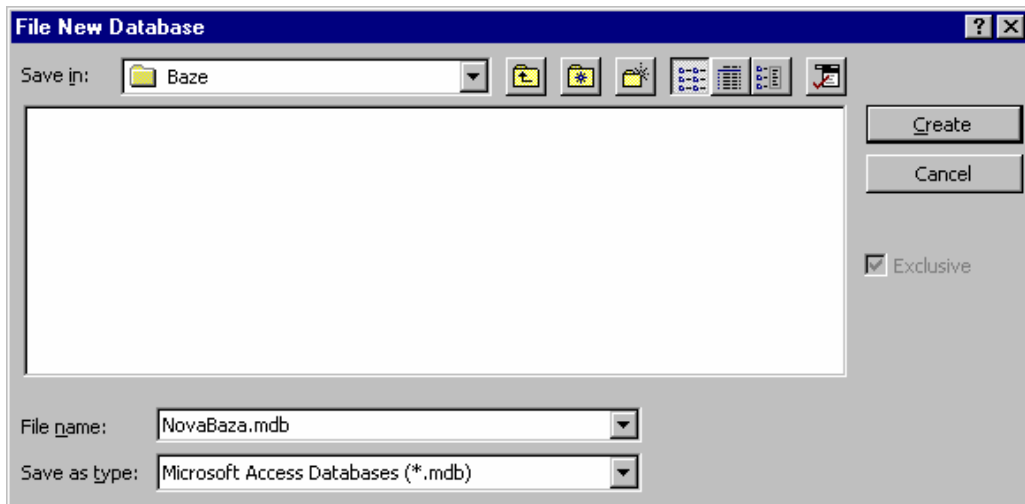 File New Database
Save in: Baze
Create
Cancel
Exclusive
File name: NovaBaza.mdb
Save as type: Microsoft Access Databases (*.mdb)